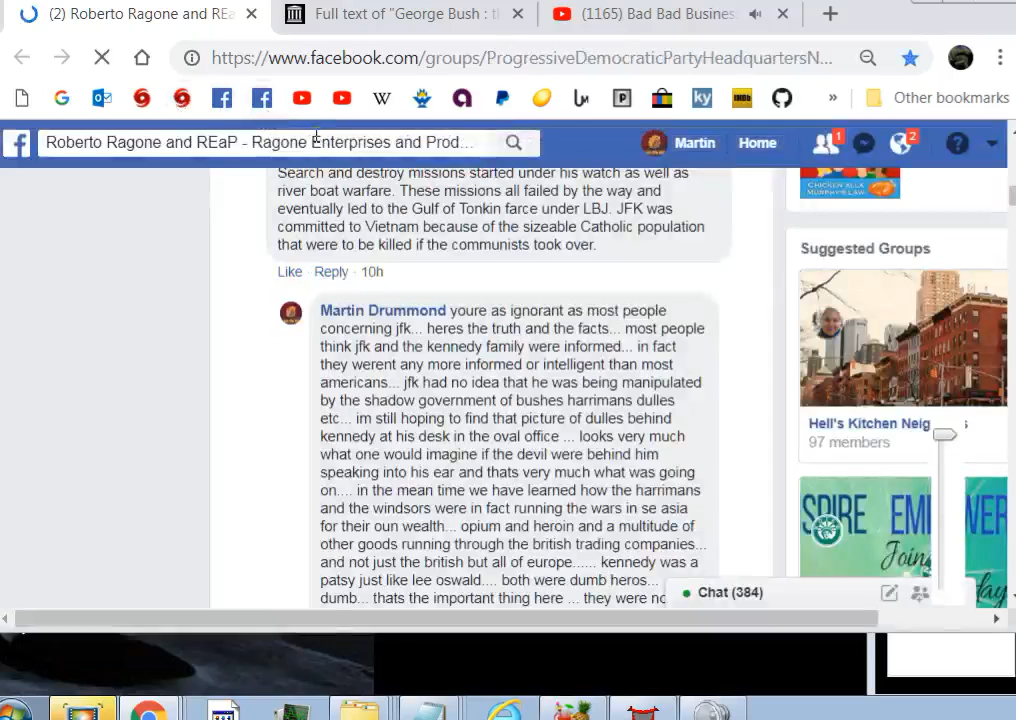 (2) Roberto Ragone and REa
Full text of "George Bush : t
(1165) Bad Bad Busines
https://www.facebook.com/groups/ProgressiveDemocraticPartyHeadquartersN...
Other bookmarks
Roberto Ragone and REaP - Ragone Enterprises and Prod...
Martin
Home
1
2
Search and destroy missions started under his watch as well as
river boat warfare. These missions all failed by the way and
eventually led to the Gulf of Tonkin farce under LBJ. JFK was
committed to Vietnam because of the sizeable Catholic population
that were to be killed if the communists took over.
Like · Reply · 10h
Martin Drummond youre as ignorant as most people
concerning jfk... heres the truth and the facts... most people
think jfk and the kennedy family were informed... in fact
they werent any more informed or intelligent than most
americans... jfk had no idea that he was being manipulated
by the shadow government of bushes harrimans dulles
etc... im still hoping to find that picture of dulles behind
kennedy at his desk in the oval office ... looks very much
what one would imagine if the devil were behind him
speaking into his ear and thats very much what was going
on.... in the mean time we have learned how the harrimans
and the windsors were in fact running the wars in se asia
for their oun wealth... opium and heroin and a multitude of
other goods running through the british trading companies...
and not just the british but all of europe...... kennedy was a
patsy just like lee oswald.... both were dumb heros...
dumb... thats the important thing here ... they were no
CHICKEN ALLA
MURPHY'S LAW
Suggested Groups
Hell's Kitchen Neig
97 members
SPIRE EM WER
Join
day
Chat (384)